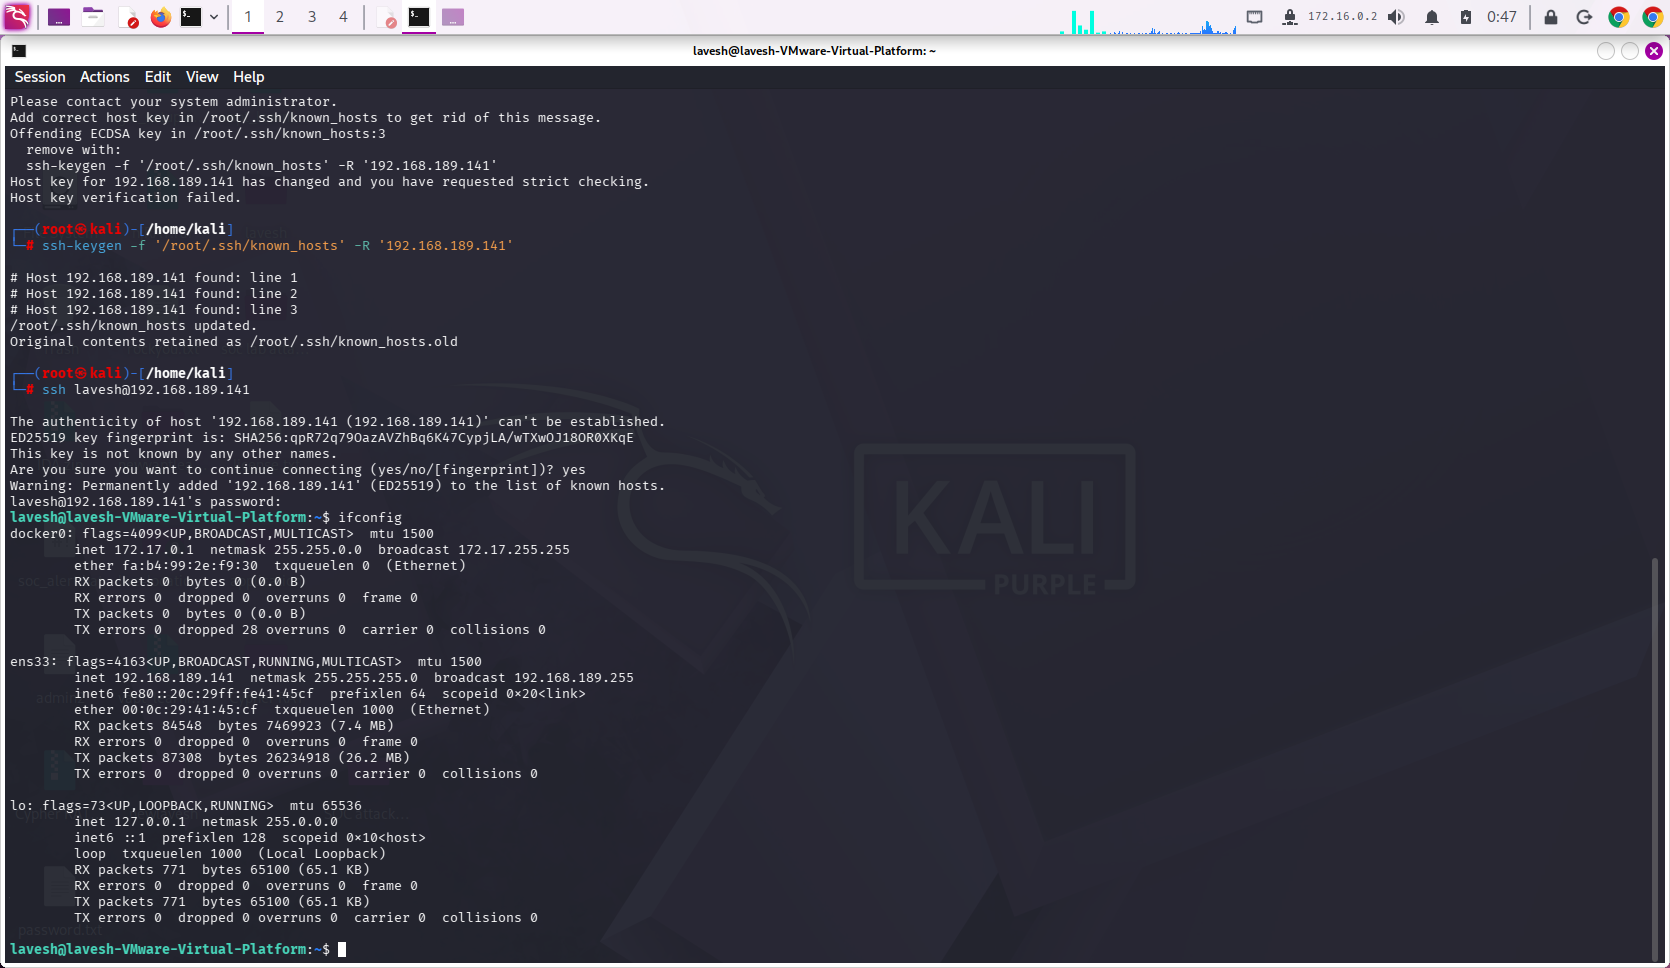 1 2 3 4
172.16.0.2
0:47
lavesh@lavesh-VMware-Virtual-Platform: ~
Session Actions Edit View Help
Please contact your system administrator.
Add correct host key in /root/.ssh/known_hosts to get rid of this message.
Offending ECDSA key in /root/.ssh/known_hosts:3
  remove with:
  ssh-keygen -f '/root/.ssh/known_hosts' -R '192.168.189.141'
Host key for 192.168.189.141 has changed and you have requested strict checking.
Host key verification failed.
┌──(root㉿kali)-[/home/kali]
└─# ssh-keygen -f '/root/.ssh/known_hosts' -R '192.168.189.141'
# Host 192.168.189.141 found: line 1
# Host 192.168.189.141 found: line 2
# Host 192.168.189.141 found: line 3
/root/.ssh/known_hosts updated.
Original contents retained as /root/.ssh/known_hosts.old
┌──(root㉿kali)-[/home/kali]
└─# ssh lavesh@192.168.189.141
The authenticity of host '192.168.189.141 (192.168.189.141)' can't be established.
ED25519 key fingerprint is: SHA256:qpR72q79OazAVZhBq6K47CypjLA/wTXwOJ18OR0XKqE
This key is not known by any other names.
Are you sure you want to continue connecting (yes/no/[fingerprint])? yes
Warning: Permanently added '192.168.189.141' (ED25519) to the list of known hosts.
lavesh@192.168.189.141's password:
lavesh@lavesh-VMware-Virtual-Platform:~$ ifconfig
docker0: flags=4099<UP,BROADCAST,MULTICAST>  mtu 1500
        inet 172.17.0.1  netmask 255.255.0.0  broadcast 172.17.255.255
        ether fa:b4:99:2e:f9:30  txqueuelen 0  (Ethernet)
        RX packets 0  bytes 0 (0.0 B)
        RX errors 0  dropped 0  overruns 0  frame 0
        TX packets 0  bytes 0 (0.0 B)
        TX errors 0  dropped 28 overruns 0  carrier 0  collisions 0
ens33: flags=4163<UP,BROADCAST,RUNNING,MULTICAST>  mtu 1500
        inet 192.168.189.141  netmask 255.255.255.0  broadcast 192.168.189.255
        inet6 fe80::20c:29ff:fe41:45cf  prefixlen 64  scopeid 0×20<link>
        ether 00:0c:29:41:45:cf  txqueuelen 1000  (Ethernet)
        RX packets 84548  bytes 7469923 (7.4 MB)
        RX errors 0  dropped 0  overruns 0  frame 0
        TX packets 87308  bytes 26234918 (26.2 MB)
        TX errors 0  dropped 0 overruns 0  carrier 0  collisions 0
lo: flags=73<UP,LOOPBACK,RUNNING>  mtu 65536
        inet 127.0.0.1  netmask 255.0.0.0
        inet6 ::1  prefixlen 128  scopeid 0×10<host>
        loop  txqueuelen 1000  (Local Loopback)
        RX packets 771  bytes 65100 (65.1 KB)
        RX errors 0  dropped 0  overruns 0  frame 0
        TX packets 771  bytes 65100 (65.1 KB)
        TX errors 0  dropped 0 overruns 0  carrier 0  collisions 0
lavesh@lavesh-VMware-Virtual-Platform:~$
KALI
PURPLE
password.txt